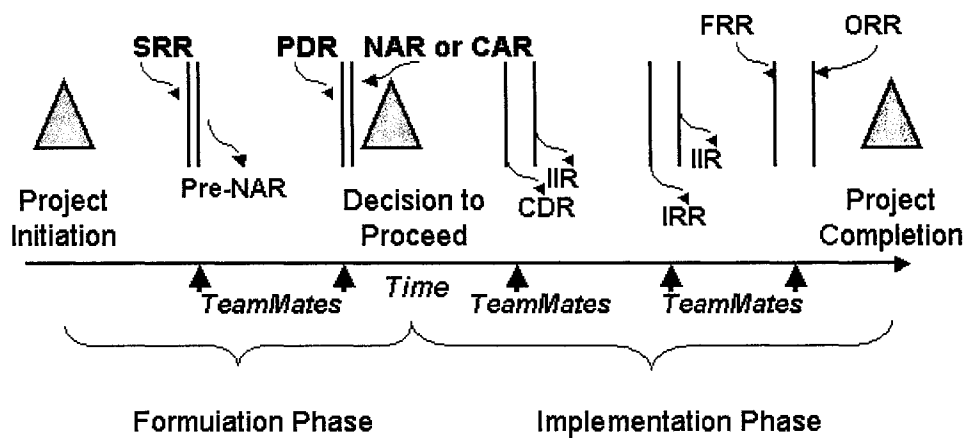 FRR
ORR
SRR
PDR
NAR or CAR
Pre-NAR
IIR
CDR
IIR
IRR
Project
Initiation
Decision to
Proceed
Project
Completion
Time
TeamMates
TeamMates
TeamMates
Formulation Phase
Implementation Phase